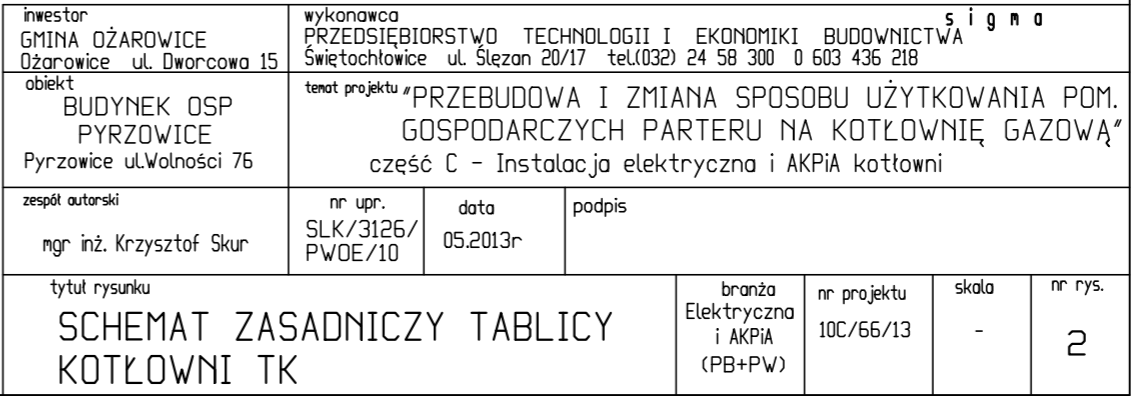 inwestor
GMINA OŻAROWICE
Ożarowice ul. Dworcowa 15
wykonawca
sigma
PRZEDSIĘBIORSTWO TECHNOLOGII I EKONOMIKI BUDOWNICTWA
Świętochłowice ul. Ślęzan 20/17 tel(032) 24 58 300 0 603 436 218
obiekt
BUDYNEK OSP
PYRZOWICE
Pyrzowice ul.Wolności 76
temat projektu "PRZEBUDOWA I ZMIANA SPOSOBU UŻYTKOWANIA POM.
GOSPODARCZYCH PARTERU NA KOTŁOWNIĘ GAZOWĄ"
część C - Instalacja elektryczna i AKPiA kotłowni
zespół autorski
mgr inż. Krzysztof Skur
nr upr.
SLK/3126/
PWOE/10
data
05.2013r
podpis
tytuł rysunku
SCHEMAT ZASADNICZY TABLICY
KOTŁOWNI TK
branża
Elektryczna
i AKPiA
(PB+PW)
nr projektu
10C/66/13
skala
-
nr rys.
2